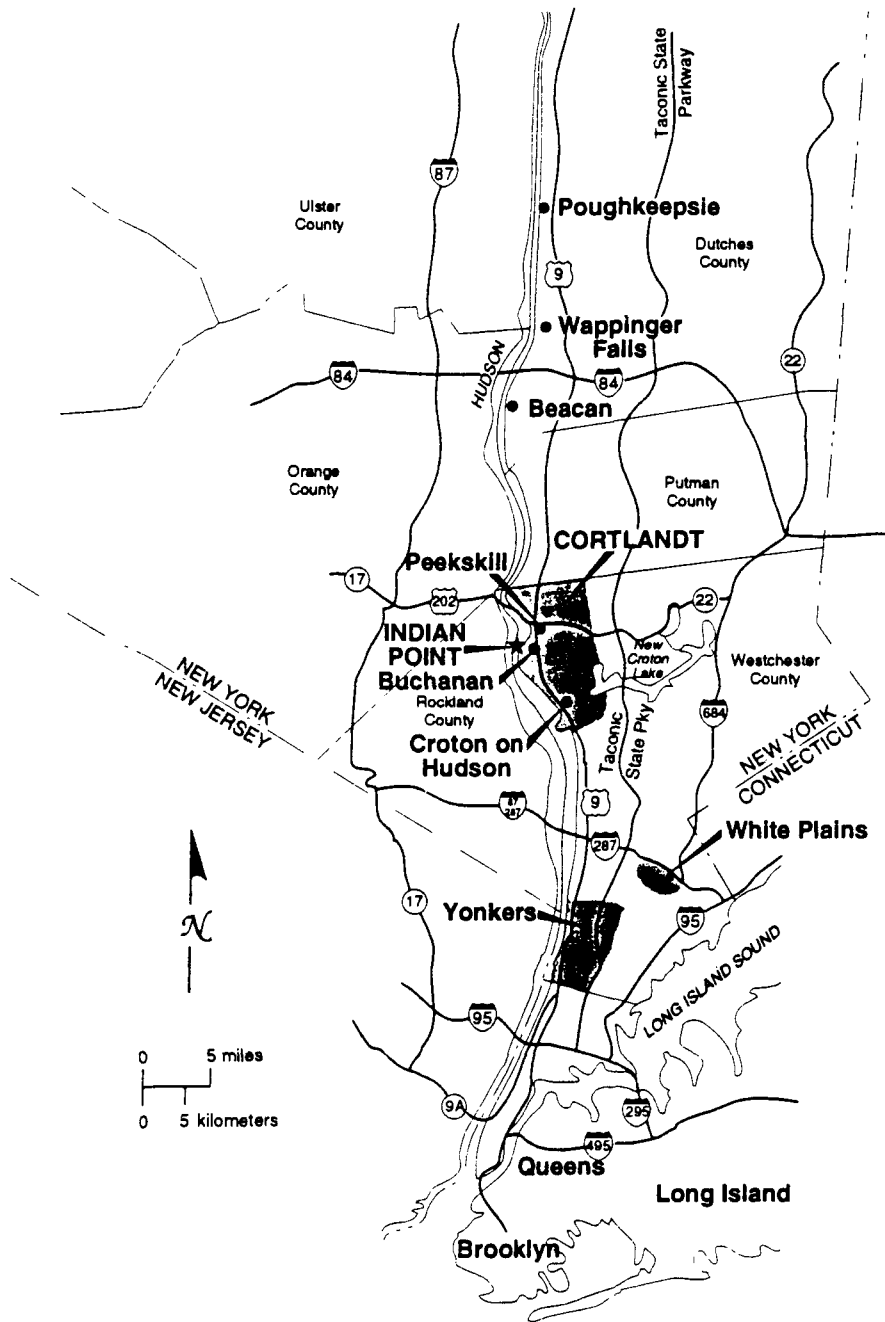 Taconic State
Parkway
87
Ulster
County
Poughkeepsie
Dutches
County
9
Wappinger
Falls
HUDSON
22
84
84
Beacan
Orange
County
Putman
County
CORTLANDT
Peekskill
17
202
22
INDIAN
POINT
New
Croton
Lake
Buchanan
Westchester
County
Rockland
County
NEW YORK
NEW JERSEY
684
Croton on
Hudson
Taconic
State Pky
NEW YORK
CONNECTICUT
87
287
9
287
White Plains
N
17
Yonkers
95
LONG ISLAND SOUND
95
0 5 miles
0 5 kilometers
9A
295
495
Queens
Long Island
Brooklyn